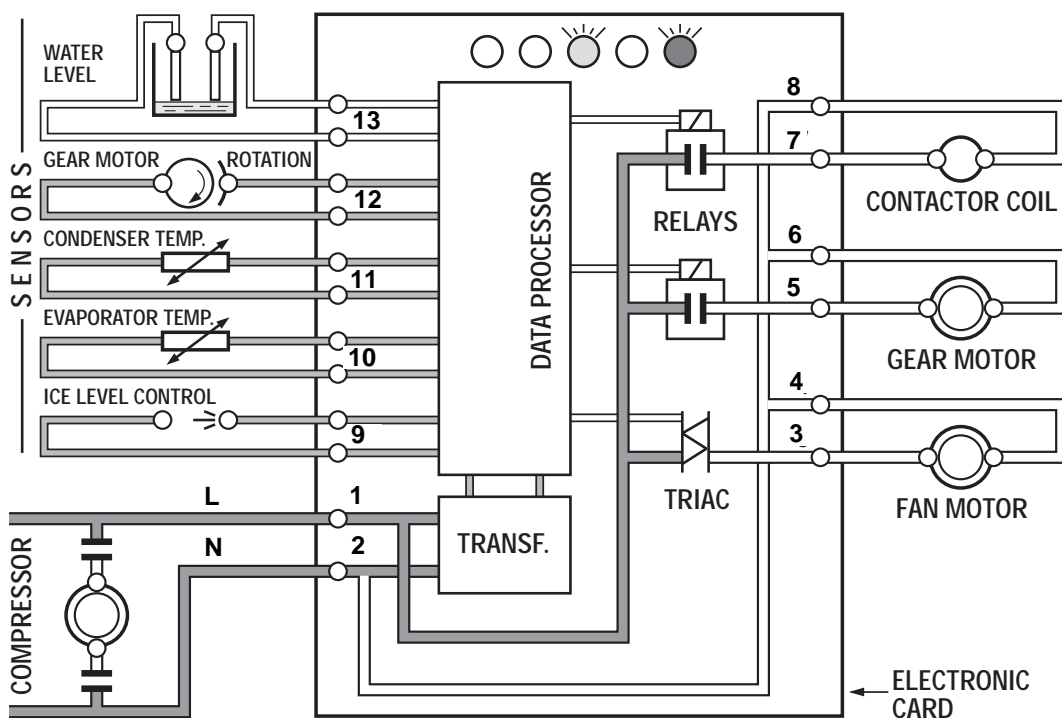 SENSORS
WATER
LEVEL
13
GEAR MOTOR ROTATION
12
CONDENSER TEMP.
11
EVAPORATOR TEMP.
10
ICE LEVEL CONTROL
9
L 1
N 2
COMPRESSOR
DATA PROCESSOR
TRANSF.
RELAYS
TRIAC
8
7
CONTACTOR COIL
6
5
GEAR MOTOR
4
3
FAN MOTOR
ELECTRONIC
CARD